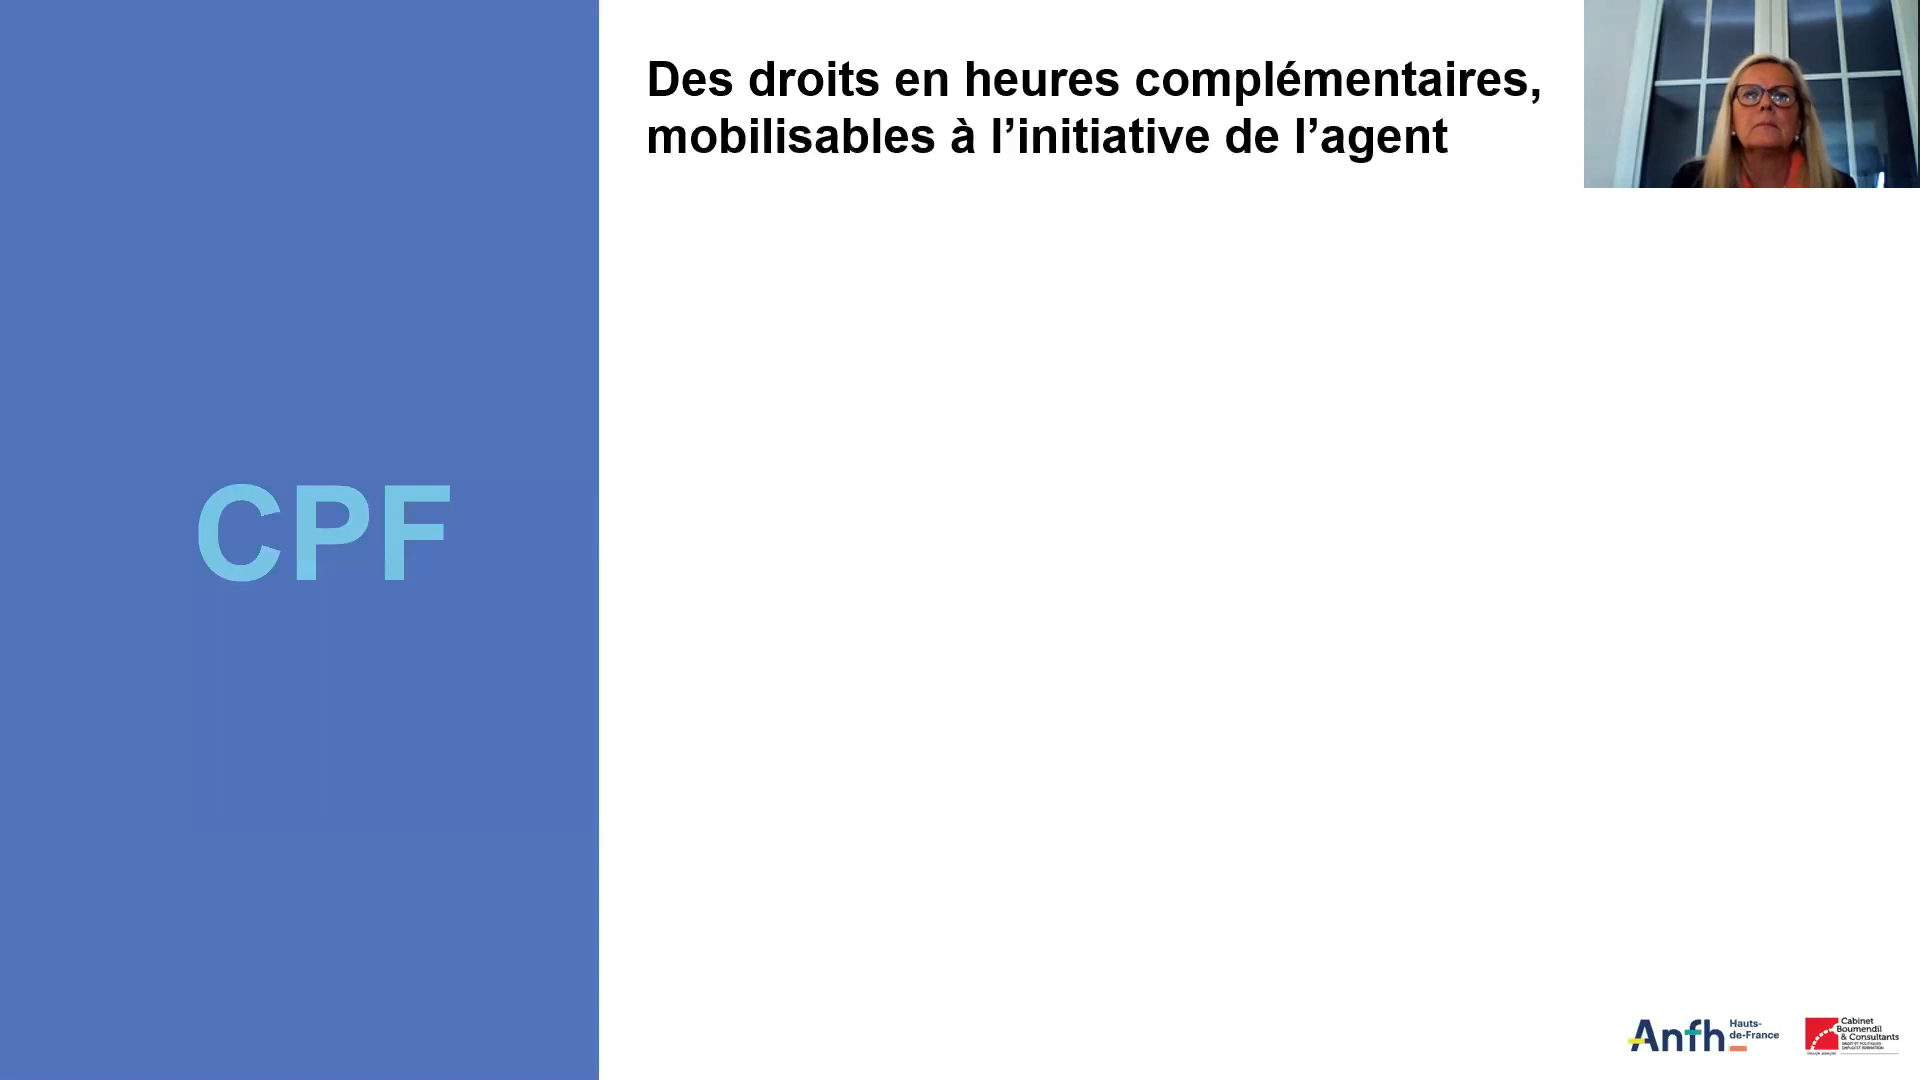 Des droits en heures complémentaires,
mobilisables à l’initiative de l’agent
CPF
Anfh Hauts-
de-France
Cabinet
Boumendil
& Consultants